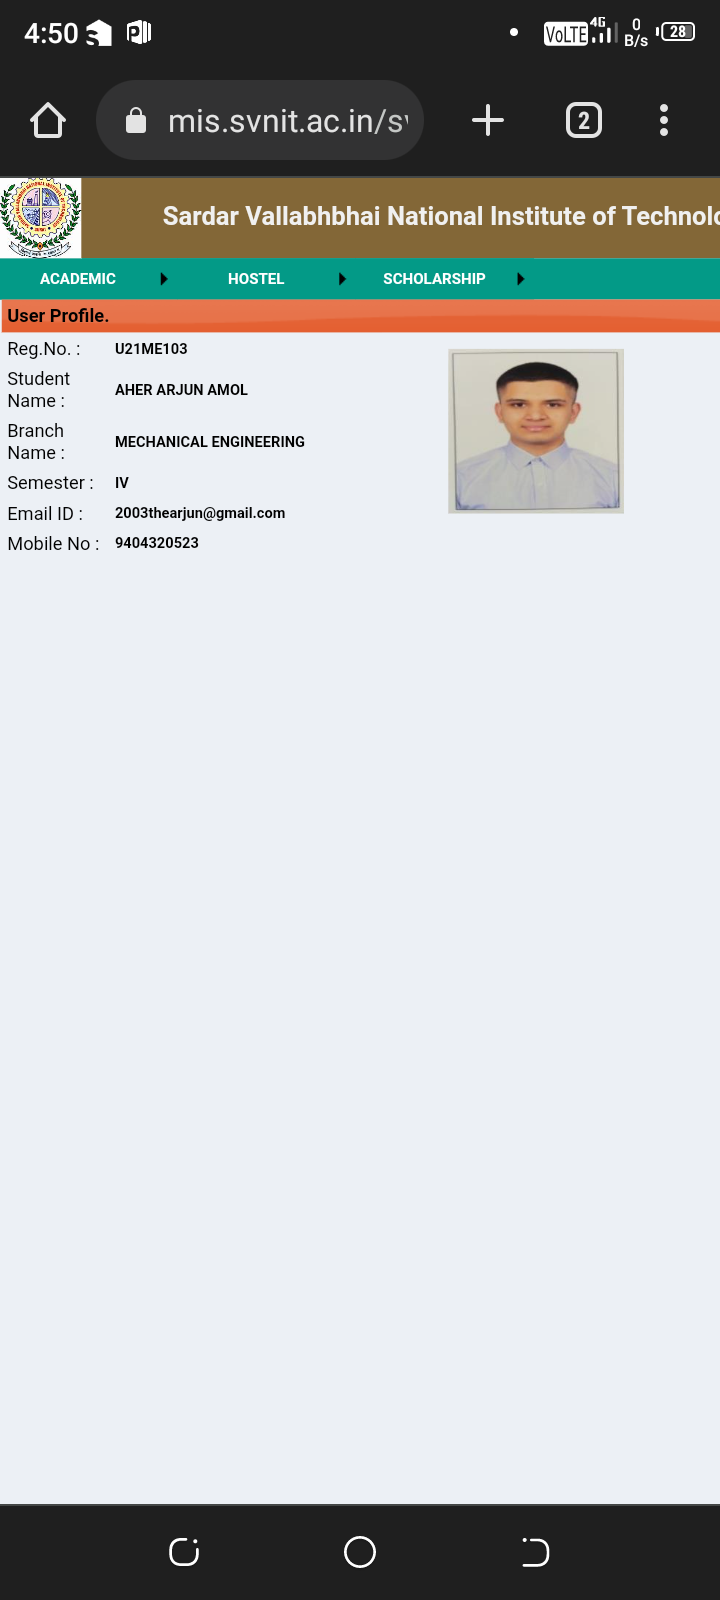 4:50
VoLTE 4G 0 B/s 28
mis.svnit.ac.in/s
2
Sardar Vallabhbhai National Institute of Technolo
ACADEMIC HOSTEL SCHOLARSHIP
User Profile.
Reg.No. : U21ME103
Student Name : AHER ARJUN AMOL
Branch Name : MECHANICAL ENGINEERING
Semester : IV
Email ID : 2003thearjun@gmail.com
Mobile No : 9404320523